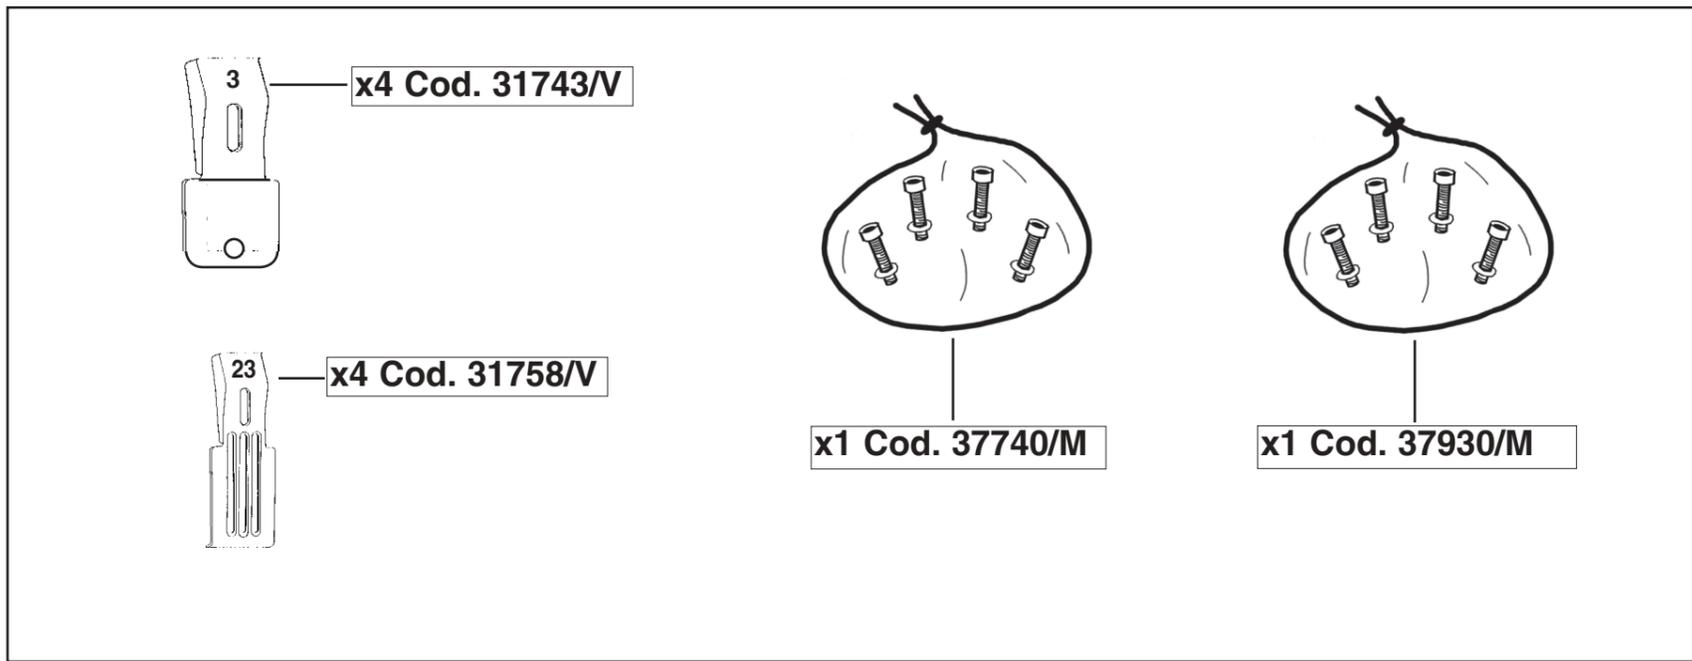 3
x4 Cod. 31743/V
23
x4 Cod. 31758/V
x1 Cod. 37740/M
x1 Cod. 37930/M